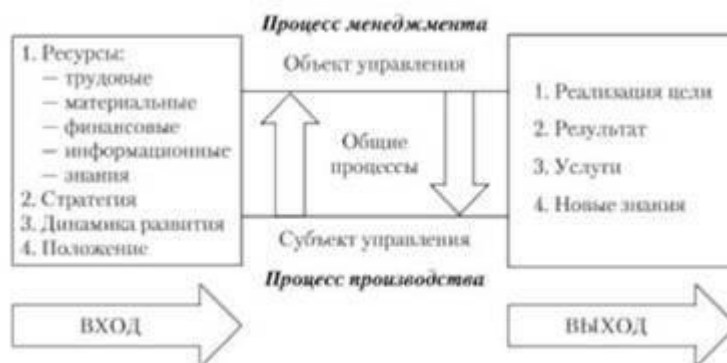 Процесс менеджмента
1. Ресурсы:
— трудовые
— материальные
— финансовые
— информационные
— знания
2. Стратегия
3. Динамика развития
4. Положение
Объект управления
Общие
процессы
Субъект управления
1. Реализация цели
2. Результат
3. Услуги
4. Новые знания
Процесс производства
ВХОД
ВЫХОД